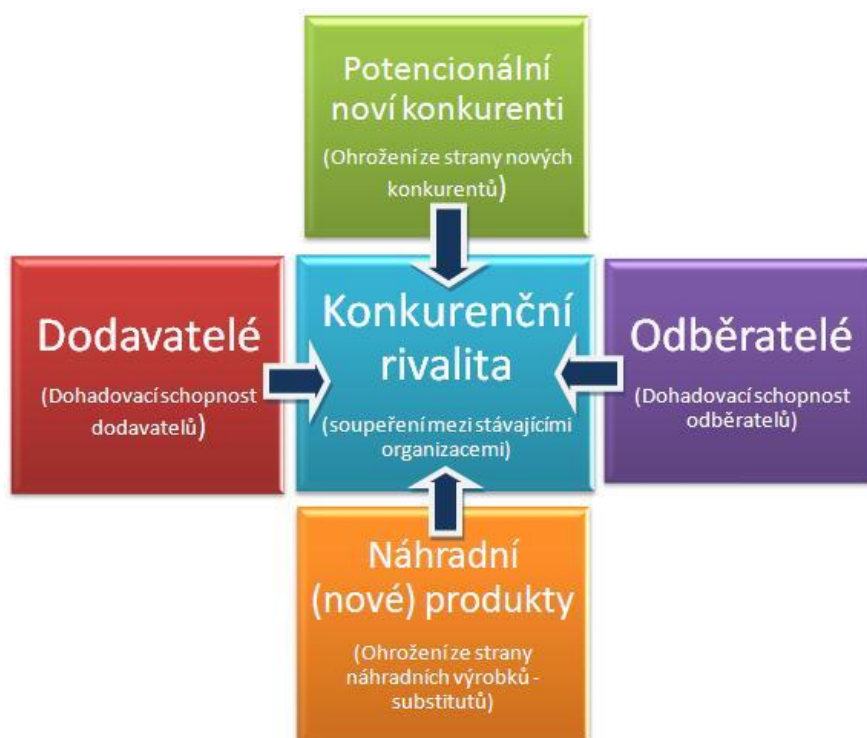 Potencionální
noví konkurenti
(Ohrožení ze strany nových
konkurentů)
Dodavatelé
(Dohadovací schopnost
dodavatelů)
Konkurenční
rivalita
(soupeření mezi stávajícími
organizacemi)
Odběratelé
(Dohadovací schopnost
odběratelů)
Náhradní
(nové) produkty
(Ohrožení ze strany
náhradních výrobků -
substitutů)